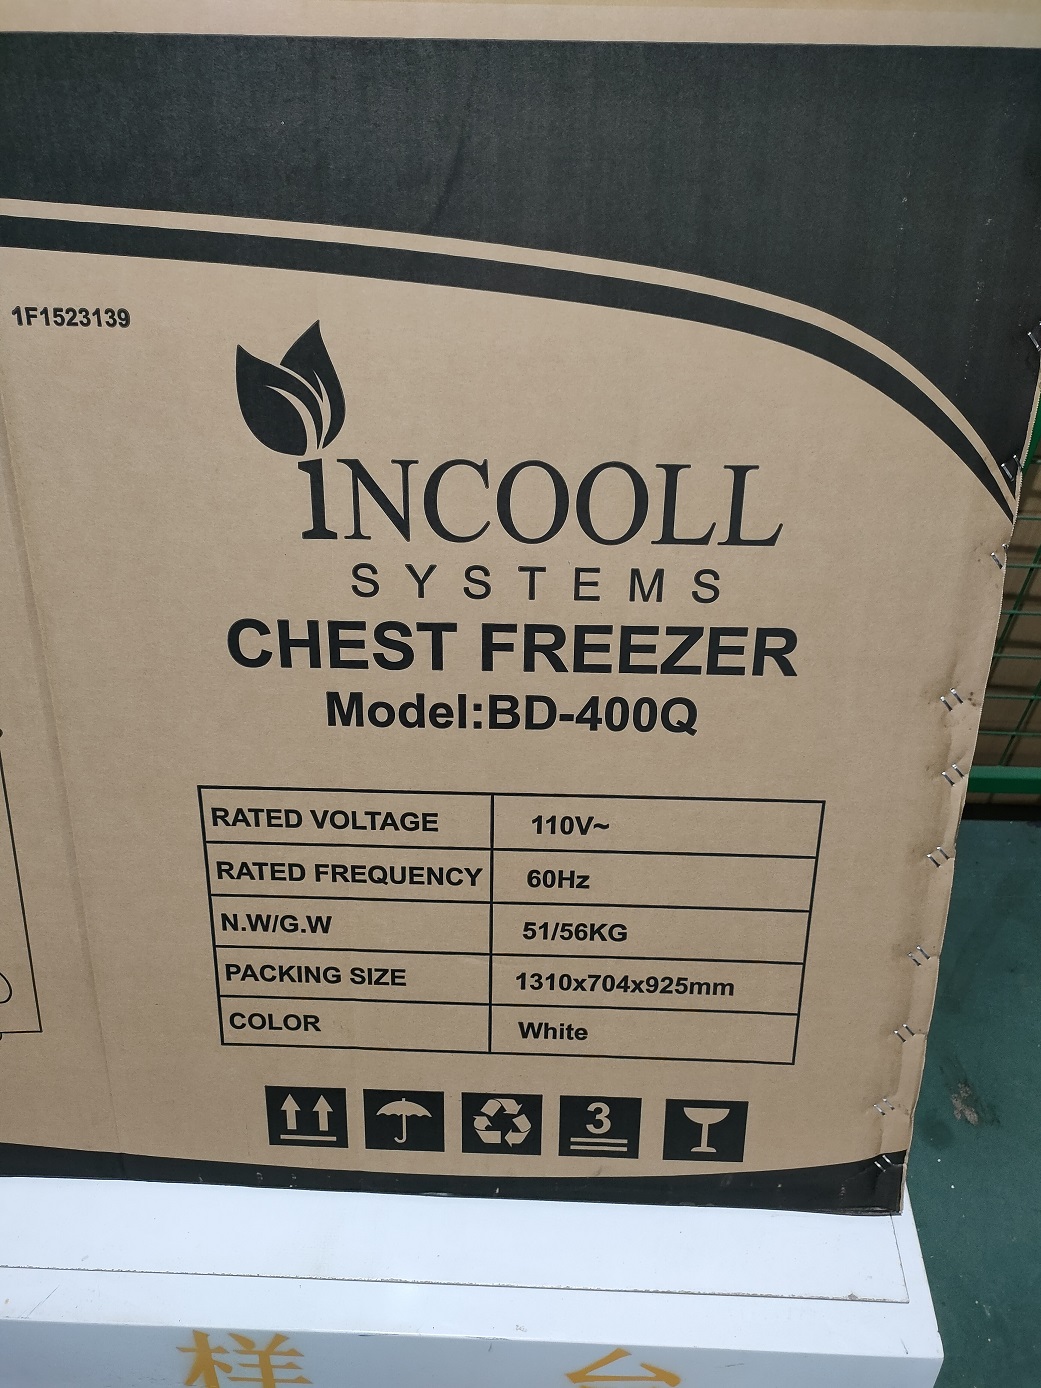 1F1523139
iNCOOLL
SYSTEMS
CHEST FREEZER
Model:BD-400Q
RATED VOLTAGE 110V~
RATED FREQUENCY 60Hz
N.W/G.W 51/56KG
PACKING SIZE 1310x704x925mm
COLOR White
3
样